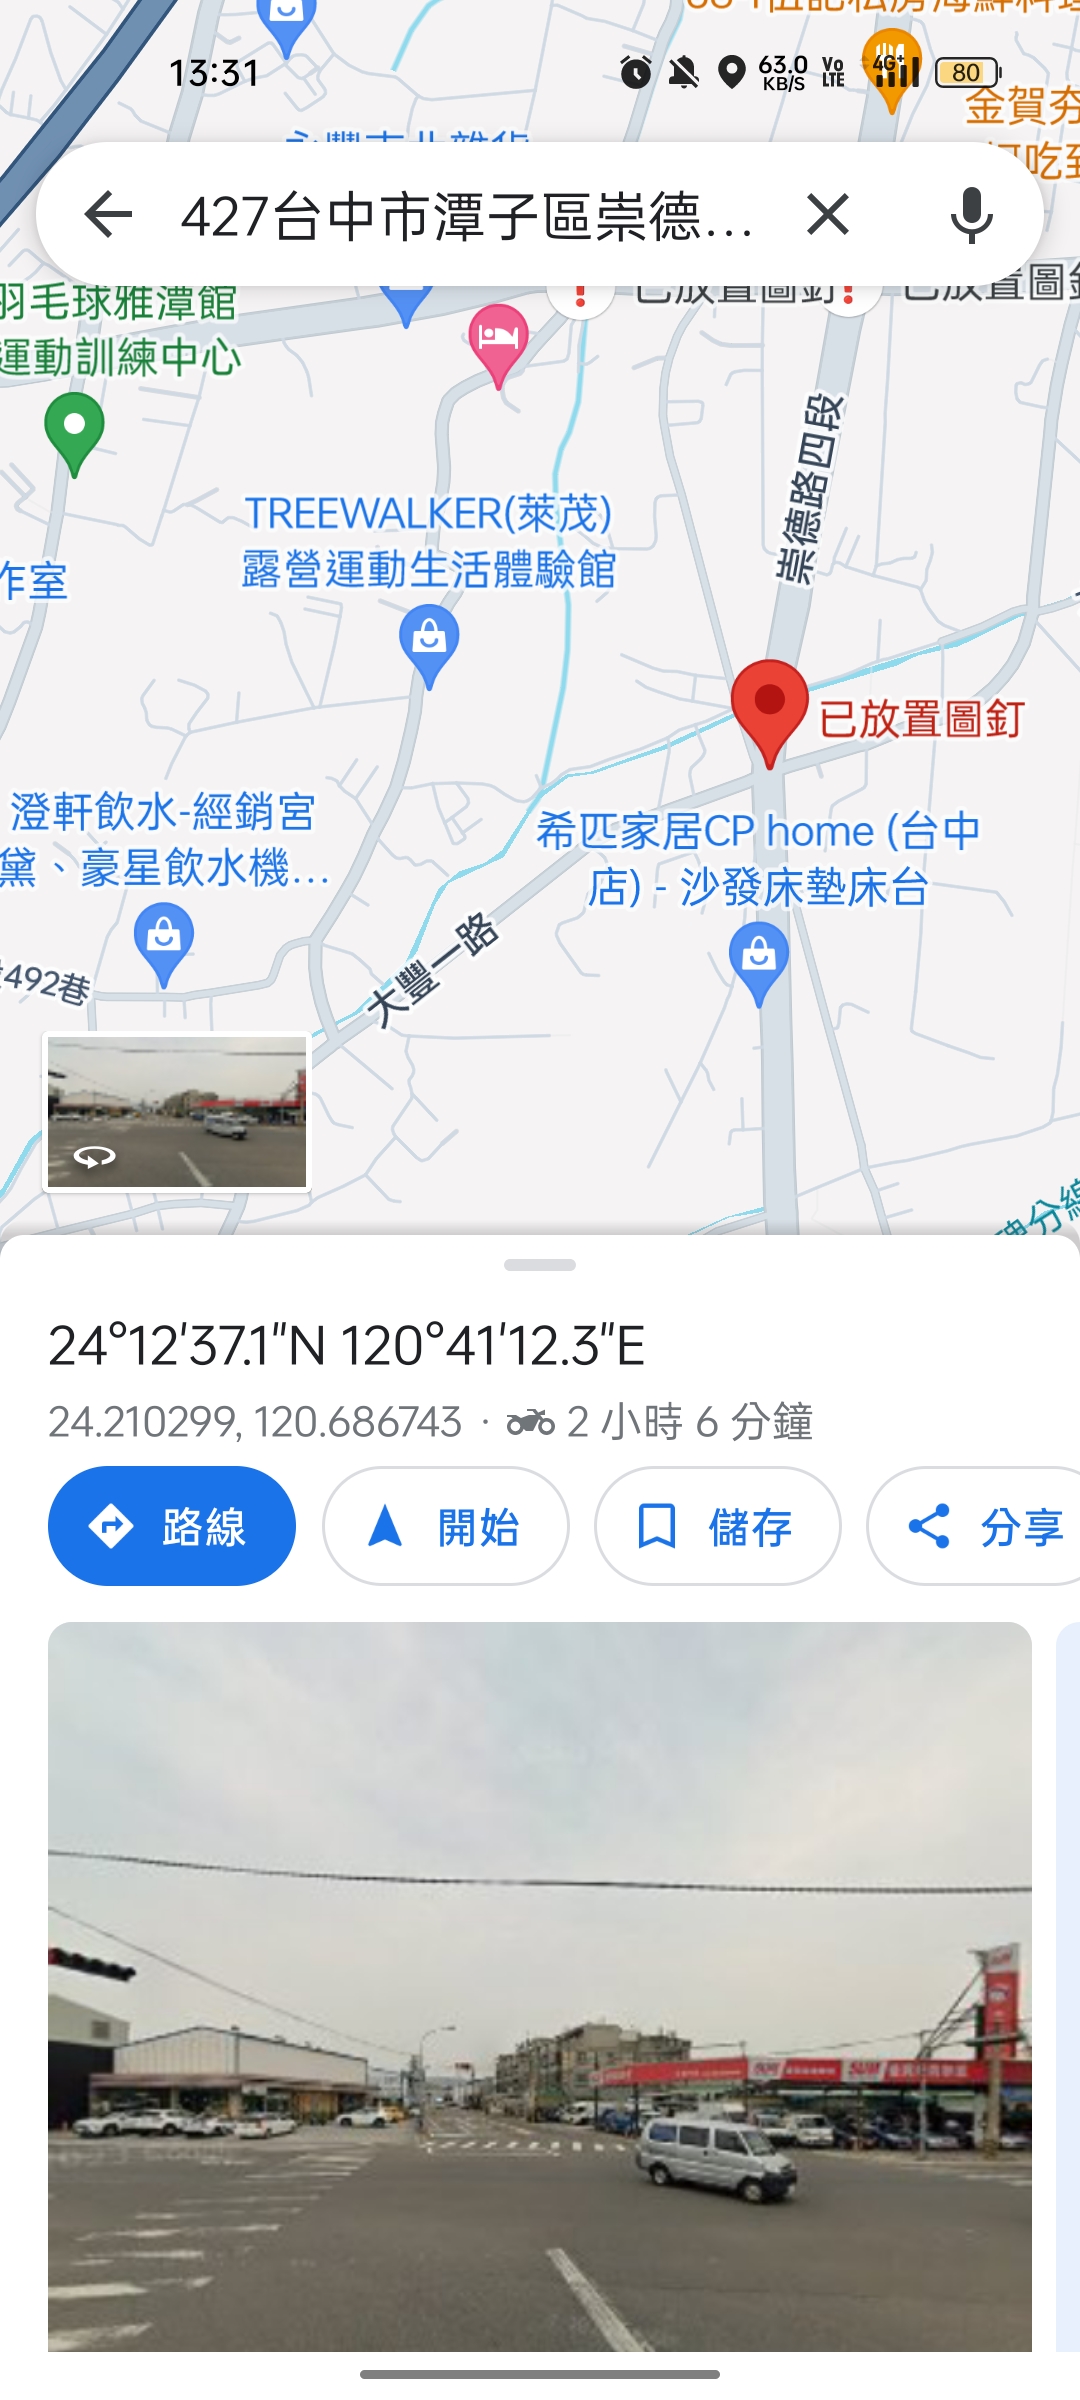 13:31
63.0
KB/S
Vo
LTE
4G+
80
金賀夯
427台中市潭子區崇德…
已放置圖釘
羽毛球雅潭館
運動訓練中心
崇德路四段
TREEWALKER(萊茂)
露營運動生活體驗館
作室
已放置圖釘
澄軒飲水-經銷宮
黛、豪星飲水機…
希匹家居CP home (台中
店) - 沙發床墊床台
大豐一路
492巷
24°12'37.1"N 120°41'12.3"E
24.210299, 120.686743 · 2 小時 6 分鐘
路線
開始
儲存
分享